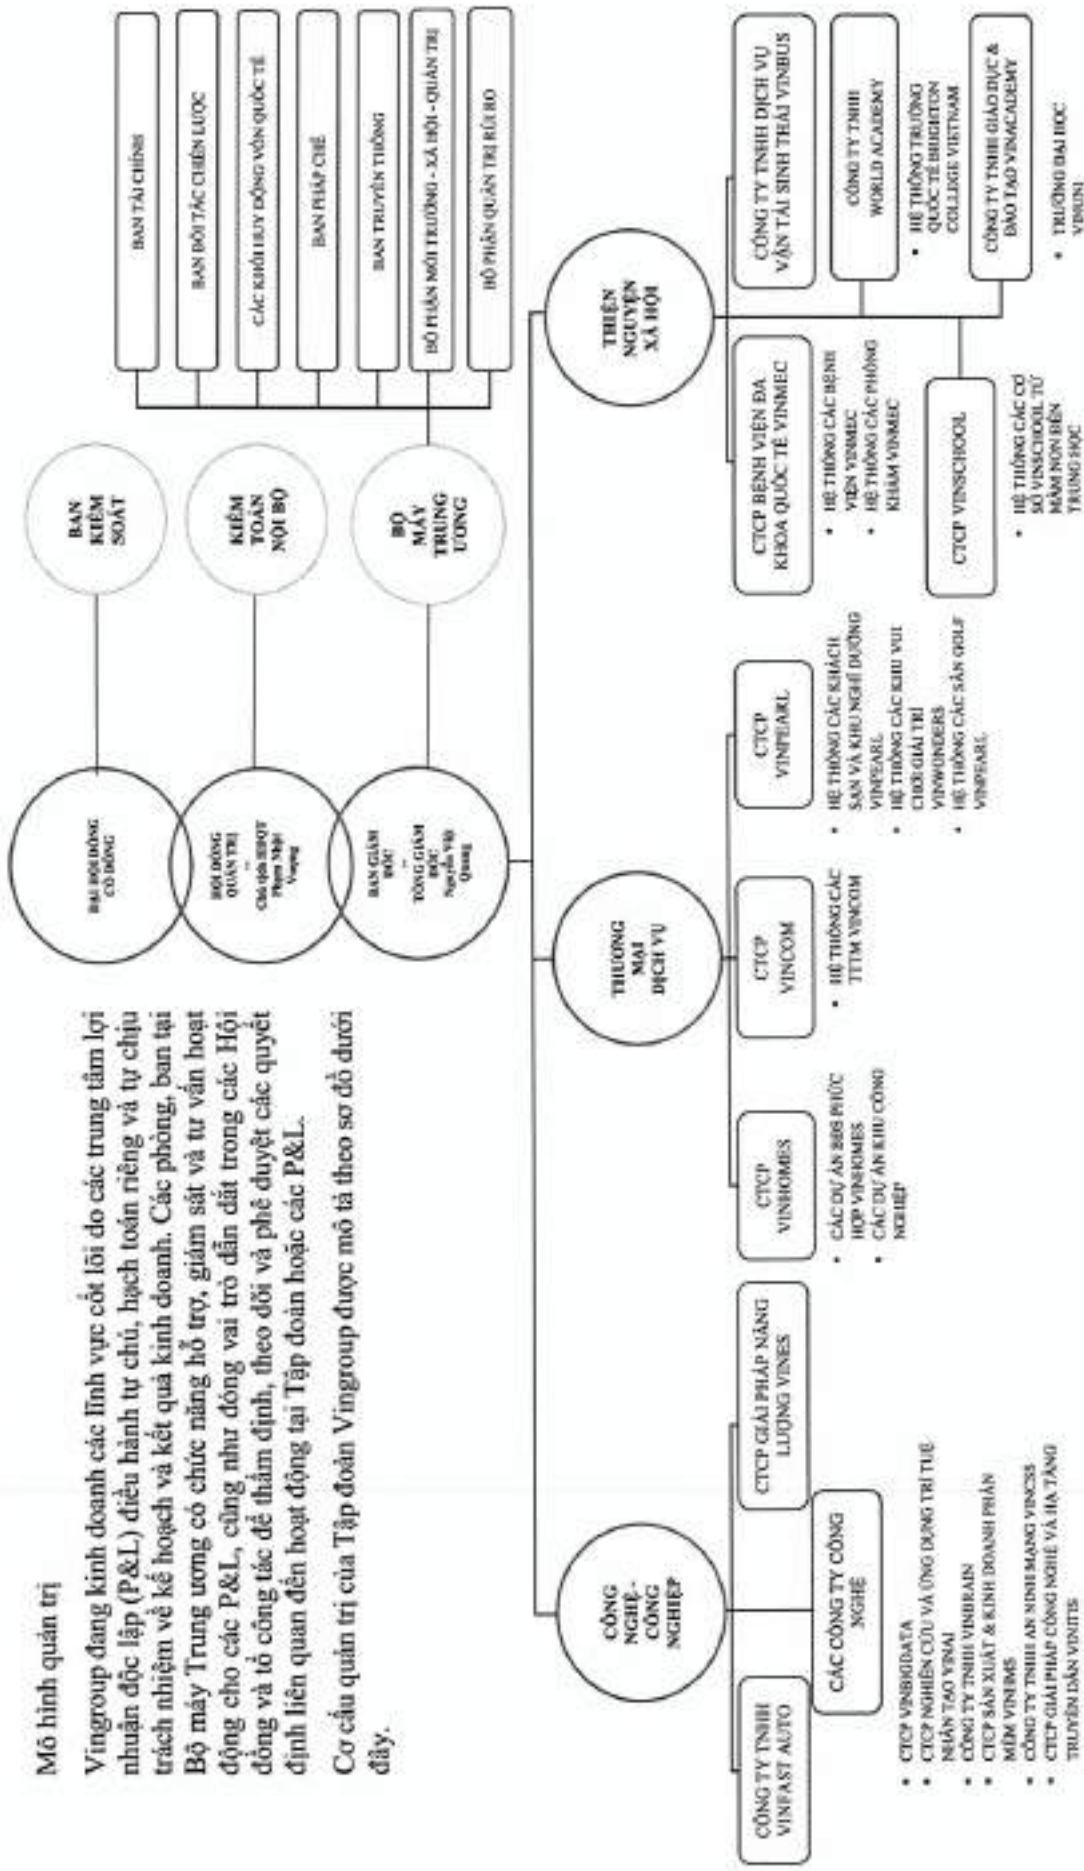 Mô hình quản trị
Vingroup đang kinh doanh các lĩnh vực cốt lõi do các trung tâm lợi
nhuận độc lập (P&L) điều hành tự chủ, hạch toán riêng và tự chịu
trách nhiệm về kế hoạch và kết quả kinh doanh. Các phòng, ban tại
Bộ máy Trung ương có chức năng hỗ trợ, giám sát và tư vấn hoạt
động cho các P&L, cũng như đóng vai trò dẫn dắt trong các Hội
đồng và tổ công tác để thẩm định, theo dõi và phê duyệt các quyết
định liên quan đến hoạt động tại Tập đoàn hoặc các P&L.
Cơ cấu quản trị của Tập đoàn Vingroup được mô tả theo sơ đồ dưới
đây.
ĐẠI HỘI ĐỒNG
CỔ ĐÔNG
HỘI ĐỒNG
QUẢN TRỊ
--
Chủ tịch HĐQT
Phạm Nhật
Vượng
BAN GIÁM
ĐỐC
--
TỔNG GIÁM
ĐỐC
Nguyễn Việt
Quang
BAN
KIỂM
SOÁT
KIỂM
TOÁN
NỘI BỘ
BỘ
MÁY
TRUNG
ƯƠNG
BAN TÀI CHÍNH
BAN ĐỐI TÁC CHIẾN LƯỢC
CÁC KHỐI HUY ĐỘNG VỐN QUỐC TẾ
BAN PHÁP CHẾ
BAN TRUYỀN THÔNG
BỘ PHẬN MÔI TRƯỜNG - XÃ HỘI - QUẢN TRỊ
BỘ PHẬN QUẢN TRỊ RỦI RO
CÔNG
NGHỆ-
CÔNG
NGHIỆP
CÔNG TY TNHH
VINFAST AUTO
CTCP GIẢI PHÁP NĂNG
LƯỢNG VINES
CÁC CÔNG TY CÔNG
NGHỆ
• CTCP VINBIGDATA
• CTCP NGHIÊN CỨU VÀ ỨNG DỤNG TRÍ TUỆ
NHÂN TẠO VINAI
• CÔNG TY TNHH VINBRAIN
• CTCP SẢN XUẤT & KINH DOANH PHẦN
MỀM VINHMS
• CÔNG TY TNHH AN NINH MẠNG VINCSS
• CTCP GIẢI PHÁP CÔNG NGHỆ VÀ HẠ TẦNG
TRUYỀN DẪN VINITIS
THƯƠNG
MẠI
DỊCH VỤ
CTCP
VINHOMES
• CÁC DỰ ÁN BĐS PHỨC
HỢP VINHOMES
• CÁC DỰ ÁN KHU CÔNG
NGHIỆP
CTCP
VINCOM
• HỆ THỐNG CÁC
TTTM VINCOM
CTCP
VINPEARL
• HỆ THỐNG CÁC KHÁCH
SẠN VÀ KHU NGHỈ DƯỠNG
VINPEARL
• HỆ THỐNG CÁC KHU VUI
CHƠI GIẢI TRÍ
VINWONDERS
• HỆ THỐNG CÁC SÂN GOLF
VINPEARL
THIỆN
NGUYỆN
XÃ HỘI
CTCP BỆNH VIỆN ĐA
KHOA QUỐC TẾ VINMEC
• HỆ THỐNG CÁC BỆNH
VIỆN VINMEC
• HỆ THỐNG CÁC PHÒNG
KHÁM VINMEC
CTCP VINSCHOOL
• HỆ THỐNG CÁC CƠ
SỞ VINSCHOOL TỪ
MẦM NON ĐẾN
TRUNG HỌC
CÔNG TY TNHH DỊCH VỤ
VẬN TẢI SINH THÁI VINBUS
CÔNG TY TNHH
WORLD ACADEMY
• HỆ THỐNG TRƯỜNG
QUỐC TẾ BRIGHTON
COLLEGE VIETNAM
CÔNG TY TNHH GIÁO DỤC &
ĐÀO TẠO VINACADEMY
• TRƯỜNG ĐẠI HỌC
VINUNI